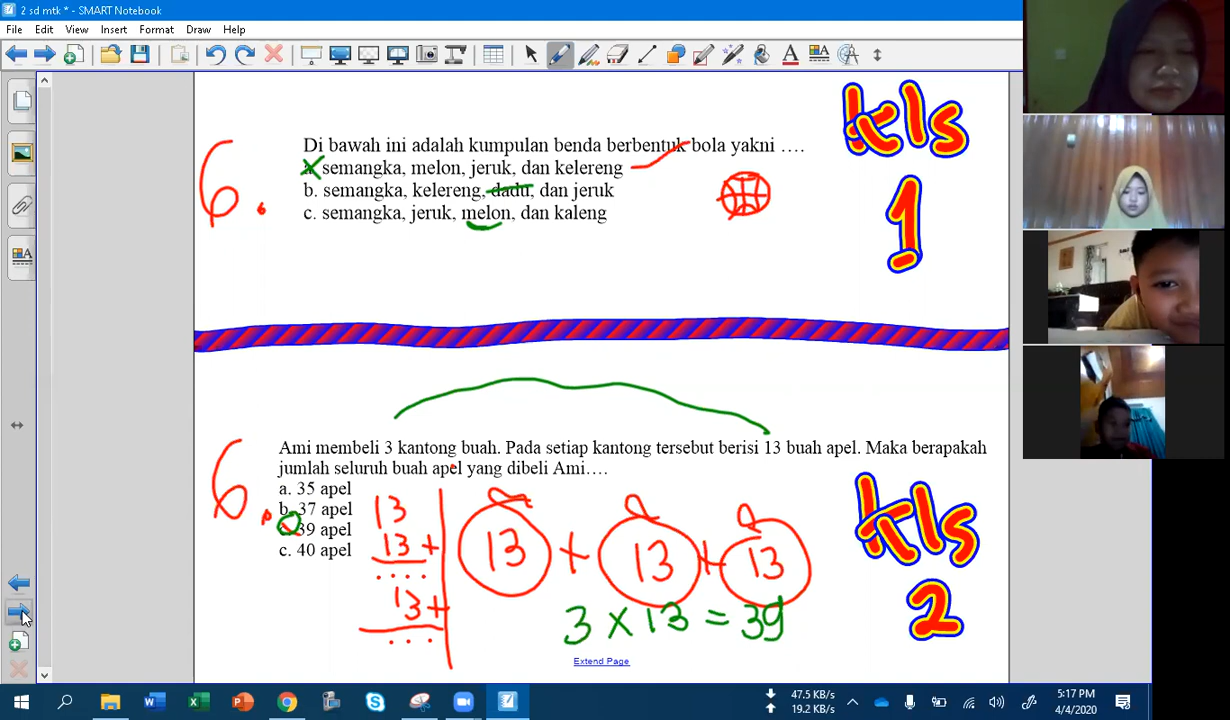 2 sd mtk * - SMART Notebook
File Edit View Insert Format Draw Help
6.
Di bawah ini adalah kumpulan benda berbentuk bola yakni ….
a. semangka, melon, jeruk, dan kelereng
b. semangka, kelereng, dadu, dan jeruk
c. semangka, jeruk, melon, dan kaleng
kls
1
6.
Ami membeli 3 kantong buah. Pada setiap kantong tersebut berisi 13 buah apel. Maka berapakah
jumlah seluruh buah apel yang dibeli Ami….
a. 35 apel
b. 37 apel
c. 39 apel
c. 40 apel
13
13 +
....
13 +
...
13 + 13 + 13
3 x 13 = 39
kls
2
Extend Page
47.5 KB/s
19.2 KB/s
5:17 PM
4/4/2020